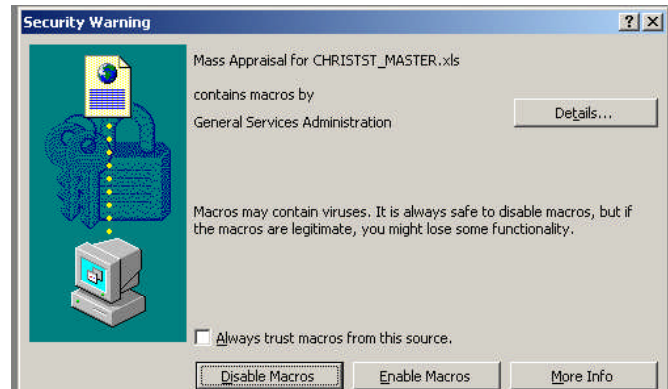 Security Warning
? X
Mass Appraisal for CHRISTST_MASTER.xls
contains macros by
General Services Administration
Details...
Macros may contain viruses. It is always safe to disable macros, but if
the macros are legitimate, you might lose some functionality.
Always trust macros from this source.
Disable Macros Enable Macros More Info